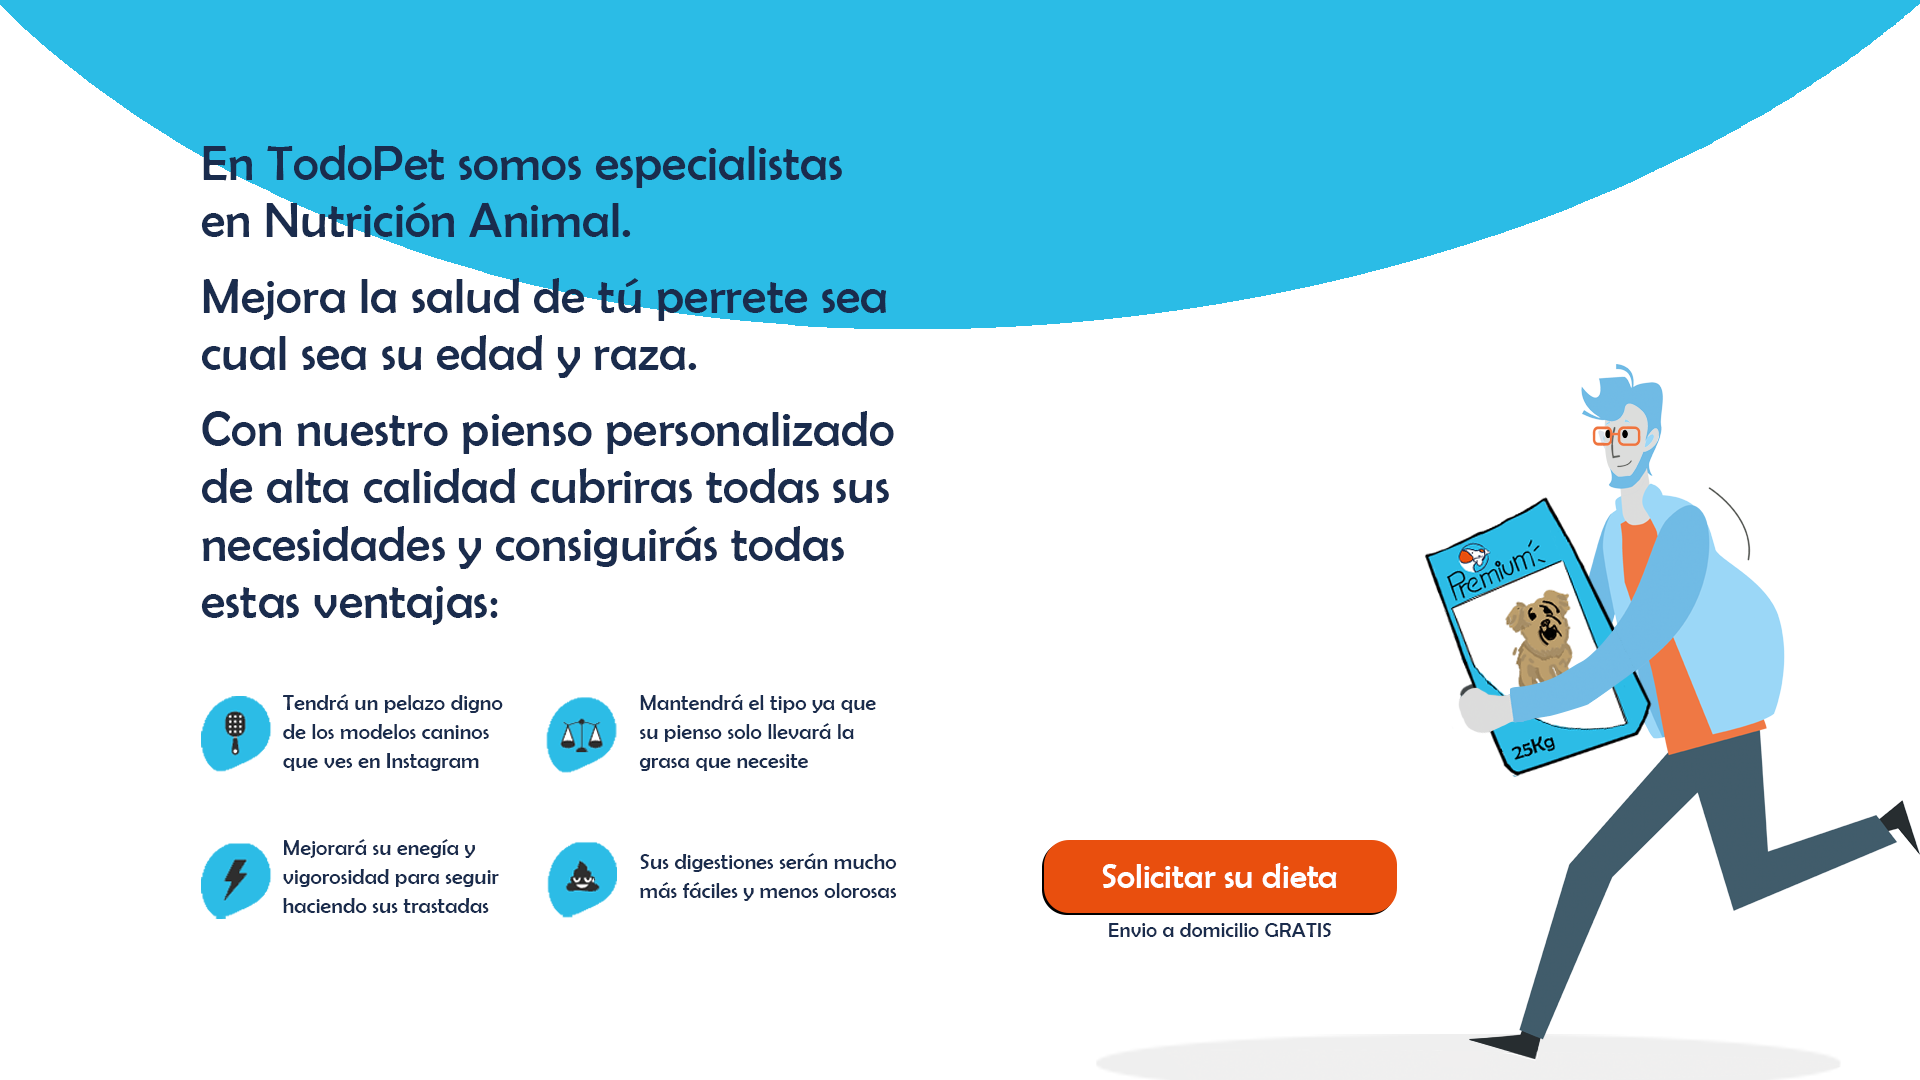 En TodoPet somos especialistas
en Nutrición Animal.
Mejora la salud de tú perrete sea
cual sea su edad y raza.
Con nuestro pienso personalizado
de alta calidad cubriras todas sus
necesidades y consiguirás todas
estas ventajas:
Tendrá un pelazo digno
de los modelos caninos
que ves en Instagram
Mantendrá el tipo ya que
su pienso solo llevará la
grasa que necesite
Mejorará su enegía y
vigorosidad para seguir
haciendo sus trastadas
Sus digestiones serán mucho
más fáciles y menos olorosas
Solicitar su dieta
Envio a domicilio GRATIS
Premium
25Kg